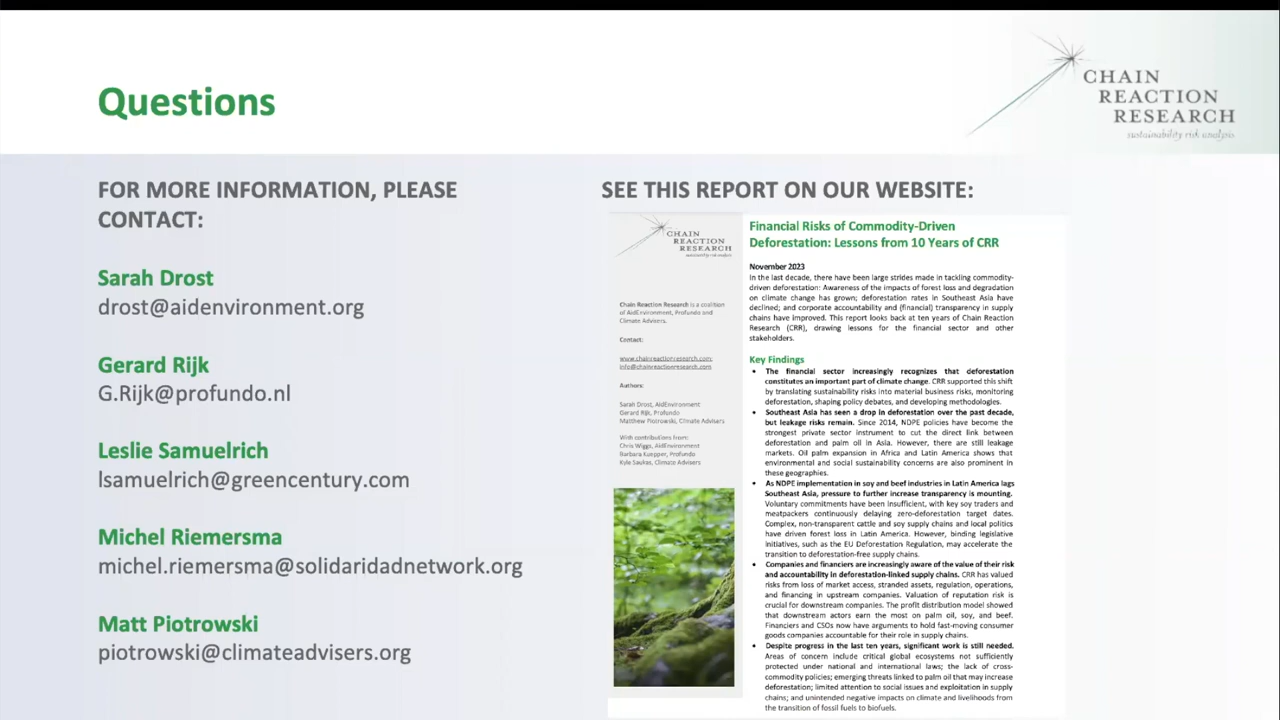 Questions
CHAIN
REACTION
RESEARCH
sustainability risk analysis
FOR MORE INFORMATION, PLEASE
CONTACT:
Sarah Drost
drost@aidenvironment.org
Gerard Rijk
G.Rijk@profundo.nl
Leslie Samuelrich
lsamuelrich@greencentury.com
Michel Riemersma
michel.riemersma@solidaridadnetwork.org
Matt Piotrowski
piotrowski@climateadvisers.org
SEE THIS REPORT ON OUR WEBSITE:
CHAIN
REACTION
RESEARCH
sustainability risk analysis
Chain Reaction Research is a coalition
of AidEnvironment, Profundo and
Climate Advisers.
Contact:
www.chainreactionresearch.com;
info@chainreactionresearch.com
Authors:
Sarah Drost, AidEnvironment
Gerard Rijk, Profundo
Matthew Piotrowski, Climate Advisers
With contributions from:
Chris Wiggs, AidEnvironment
Barbara Kuepper, Profundo
Kyle Saukas, Climate Advisers
Financial Risks of Commodity-Driven
Deforestation: Lessons from 10 Years of CRR
November 2023
In the last decade, there have been large strides made in tackling commodity-
driven deforestation: Awareness of the impacts of forest loss and degradation
on climate change has grown; deforestation rates in Southeast Asia have
declined; and corporate accountability and (financial) transparency in supply
chains have improved. This report looks back at ten years of Chain Reaction
Research (CRR), drawing lessons for the financial sector and other
stakeholders.
Key Findings
• The financial sector increasingly recognizes that deforestation
constitutes an important part of climate change. CRR supported this shift
by translating sustainability risks into material business risks, monitoring
deforestation, shaping policy debates, and developing methodologies.
• Southeast Asia has seen a drop in deforestation over the past decade,
but leakage risks remain. Since 2014, NDPE policies have become the
strongest private sector instrument to cut the direct link between
deforestation and palm oil in Asia. However, there are still leakage
markets. Oil palm expansion in Africa and Latin America shows that
environmental and social sustainability concerns are also prominent in
these geographies.
• As NDPE implementation in soy and beef industries in Latin America lags
Southeast Asia, pressure to further increase transparency is mounting.
Voluntary commitments have been insufficient, with key soy traders and
meatpackers continuously delaying zero-deforestation target dates.
Complex, non-transparent cattle and soy supply chains and local politics
have driven forest loss in Latin America. However, binding legislative
initiatives, such as the EU Deforestation Regulation, may accelerate the
transition to deforestation-free supply chains.
• Companies and financiers are increasingly aware of the value of their risk
and accountability in deforestation-linked supply chains. CRR has valued
risks from loss of market access, stranded assets, regulation, operations,
and financing in upstream companies. Valuation of reputation risk is
crucial for downstream companies. The profit distribution model showed
that downstream actors earn the most on palm oil, soy, and beef.
Financiers and CSOs now have arguments to hold fast-moving consumer
goods companies accountable for their role in supply chains.
• Despite progress in the last ten years, significant work is still needed.
Areas of concern include critical global ecosystems not sufficiently
protected under national and international laws; the lack of cross-
commodity policies; emerging threats linked to palm oil that may increase
deforestation; limited attention to social issues and exploitation in supply
chains; and unintended negative impacts on climate and livelihoods from
the transition of fossil fuels to biofuels.